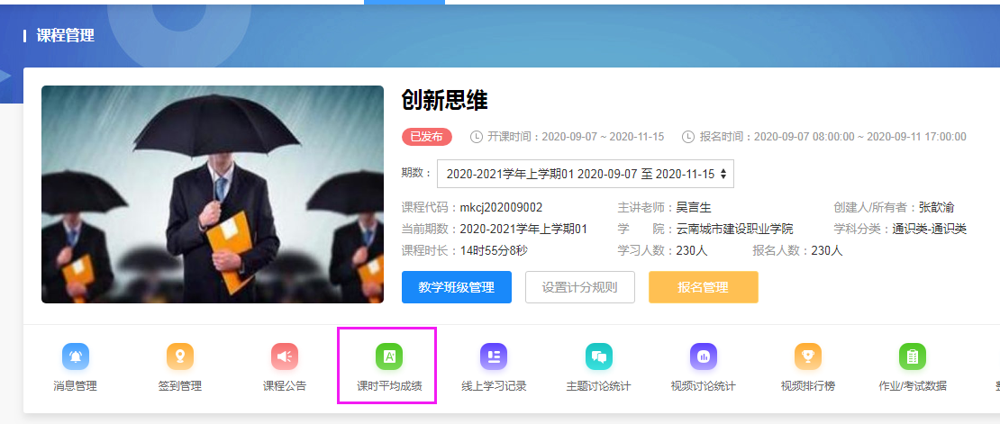 课程管理
创新思维
已发布 开课时间：2020-09-07 ~ 2020-11-15 报名时间：2020-09-07 08:00:00 ~ 2020-09-11 17:00:00
期数： 2020-2021学年上学期01 2020-09-07 至 2020-11-15
课程代码：mkcj202009002 主讲老师：吴言生 创建人/所有者：张歆渝
当前期数：2020-2021学年上学期01 学 院：云南城市建设职业学院 学科分类：通识类-通识类
课程时长：14时55分8秒 学习人数：230人 报名人数：230人
教学班级管理 设置计分规则 报名管理
消息管理 签到管理 课程公告 课时平均成绩 线上学习记录 主题讨论统计 视频讨论统计 视频排行榜 作业/考试数据